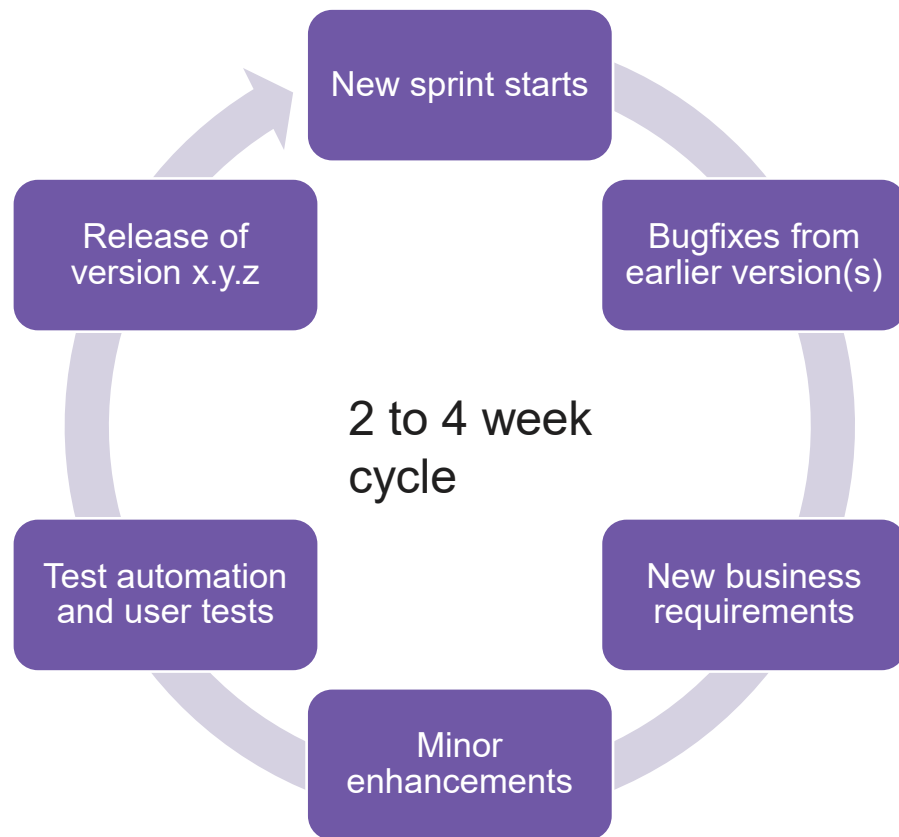 New sprint starts
Bugfixes from
earlier version(s)
New business
requirements
Minor
enhancements
Test automation
and user tests
Release of
version x.y.z
2 to 4 week
cycle